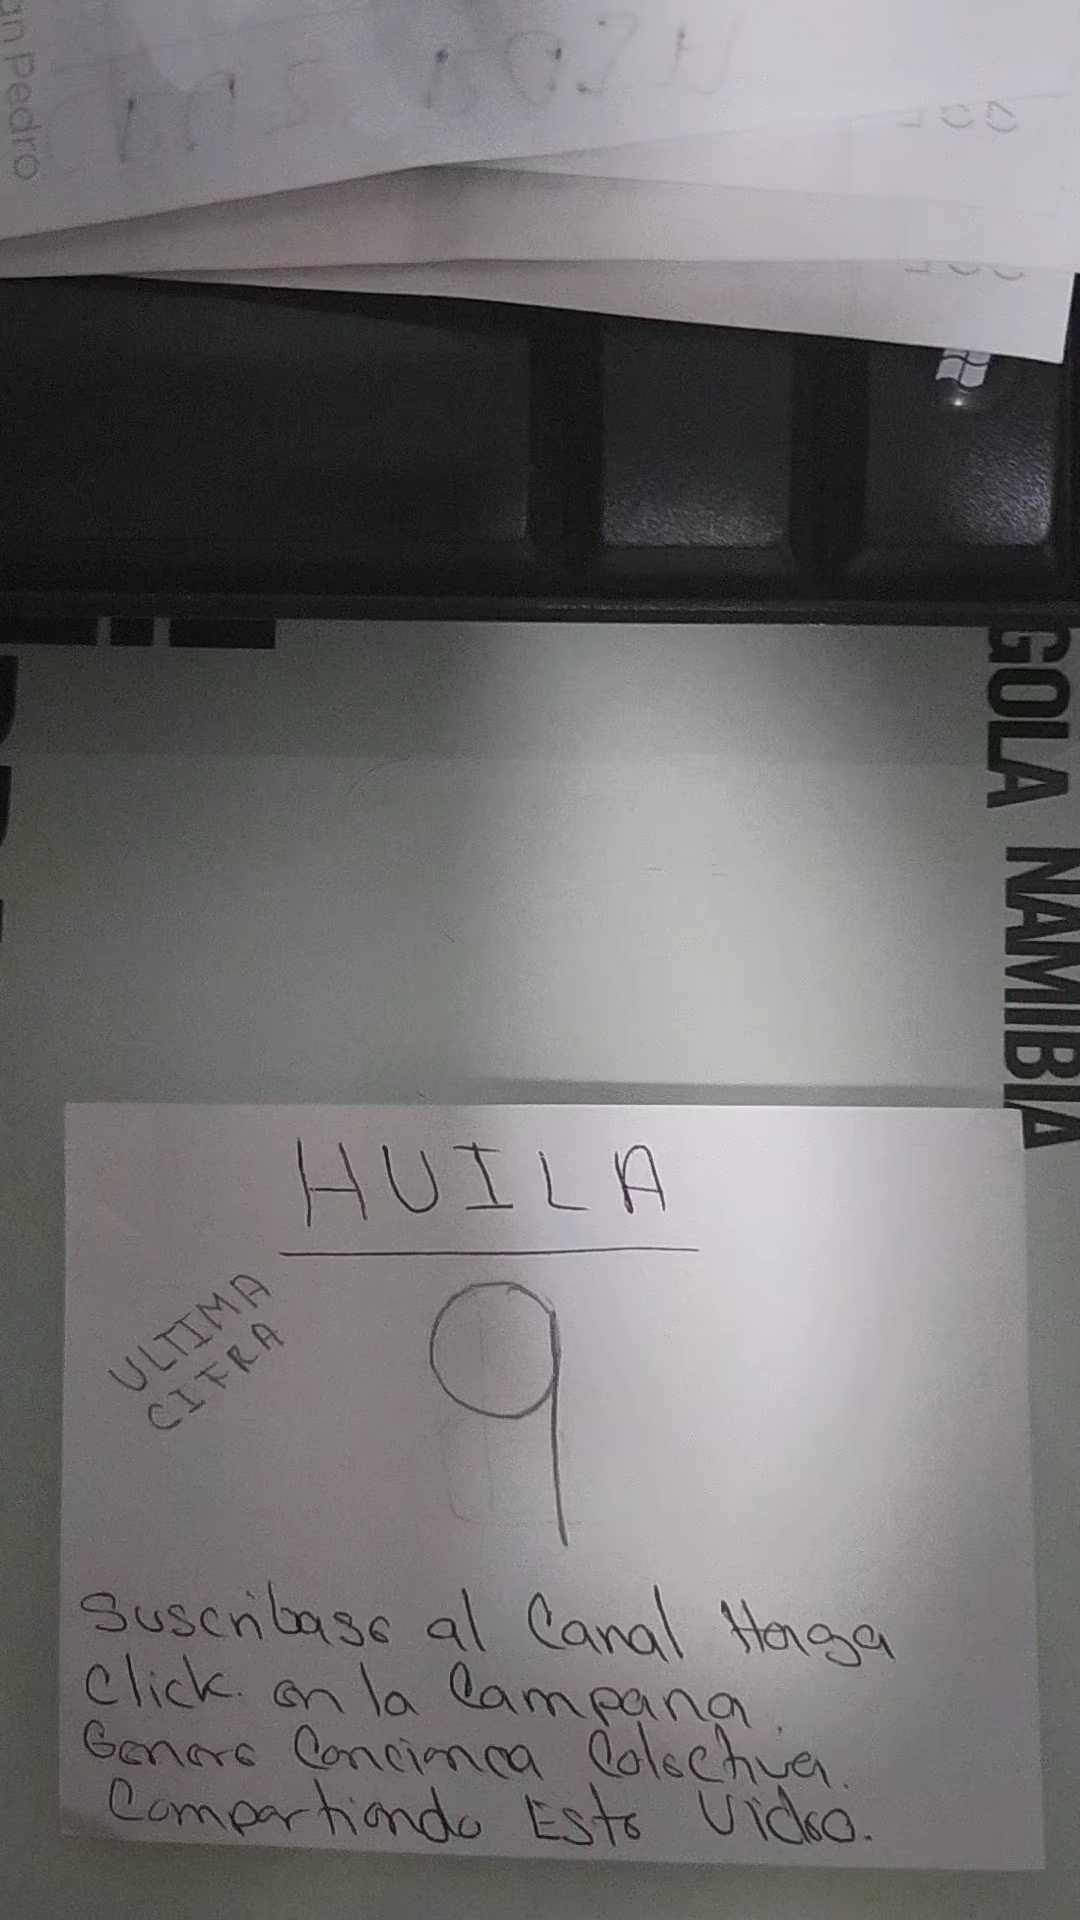 an Pedro
GOLA NAMIBIA
HUILA
ULTIMA
CIFRA
9
Suscribase al Canal Haga
Click en la Campana.
Genere Conciencia Colectiva.
Compartiendo Este Video.